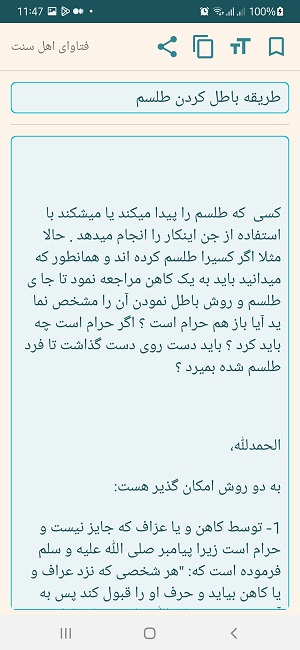 11:47
100%
فتاوای اهل سنت
طریقه باطل کردن طلسم
کسی که طلسم را پیدا میکند یا میشکند با
استفاده از جن اینکار را انجام میدهد . حالا
مثلا اگر کسیرا طلسم کرده اند و همانطور که
میدانید باید به یک کاهن مراجعه نمود تا جا ی
طلسم و روش باطل نمودن آن را مشخص نما
ید آیا باز هم حرام است ؟ اگر حرام است چه
باید کرد ؟ باید دست روی دست گذاشت تا فرد
طلسم شده بمیرد ؟
الحمدلله،
به دو روش امکان گذیر هست:
1- توسط کاهن و یا عرّاف که جایز نیست و
حرام است زیرا پیامبر صلی الله علیه و سلم
فرموده است که: "هر شخصی که نزد عراف و
یا کاهن بیاید و حرف او را قبول کند پس به